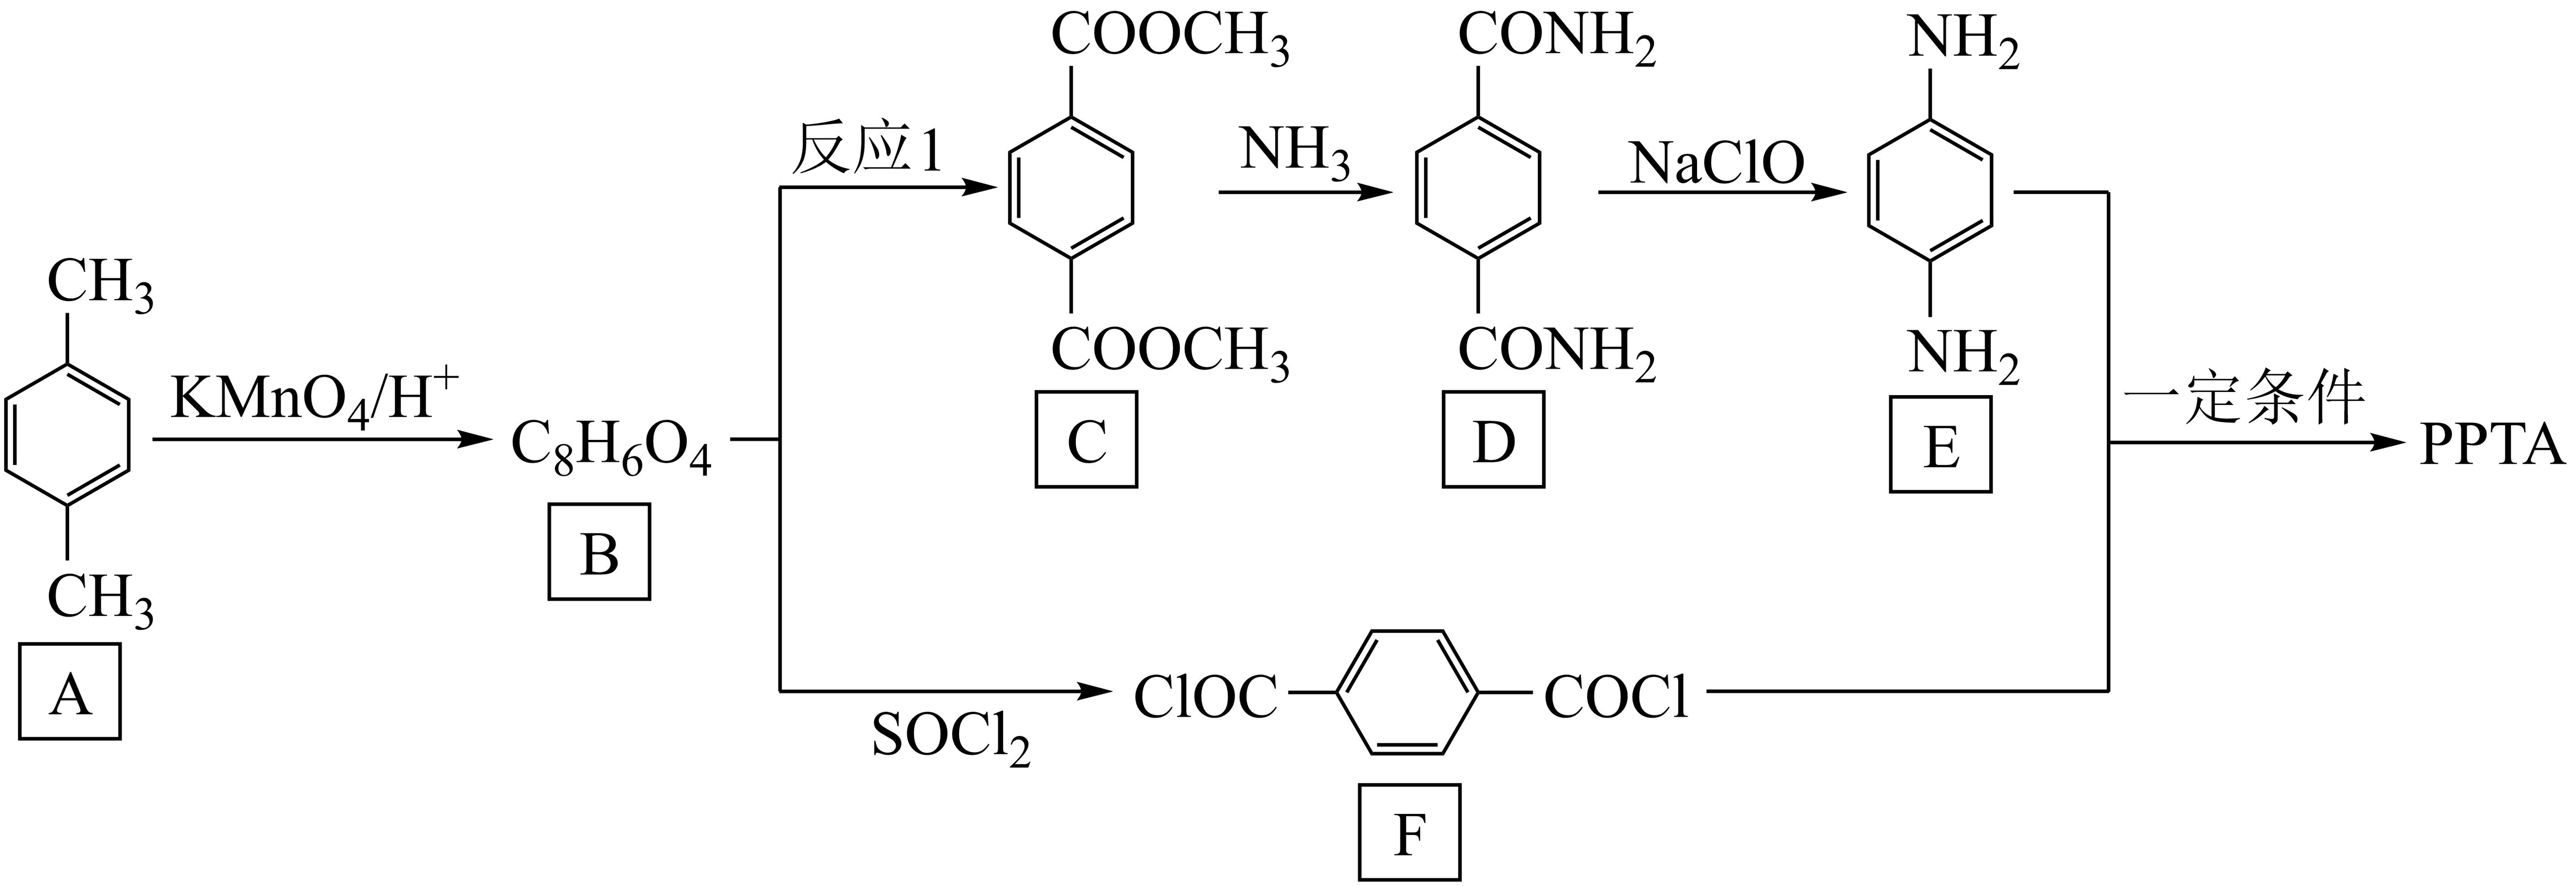 CH₃
CH₃
A
KMnO₄/H⁺
C₈H₆O₄
B
反应1
COOCH₃
COOCH₃
C
NH₃
CONH₂
CONH₂
D
NaClO
NH₂
NH₂
E
SOCl₂
ClOC
COCl
F
一定条件
PPTA